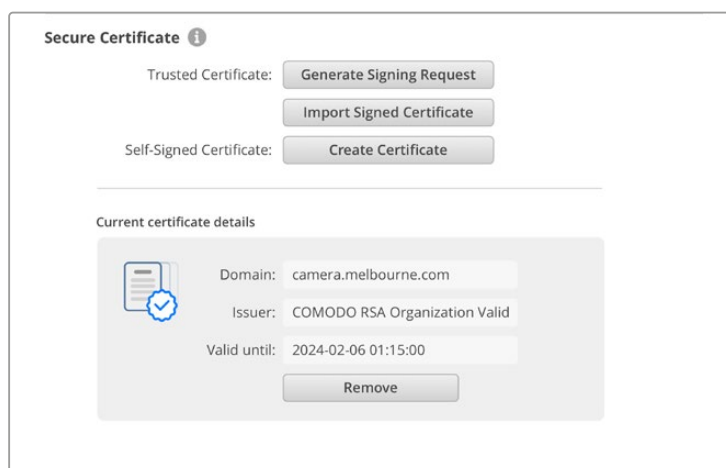 Secure Certificate
Trusted Certificate: Generate Signing Request
Import Signed Certificate
Self-Signed Certificate: Create Certificate
Current certificate details
Domain: camera.melbourne.com
Issuer: COMODO RSA Organization Valid
Valid until: 2024-02-06 01:15:00
Remove